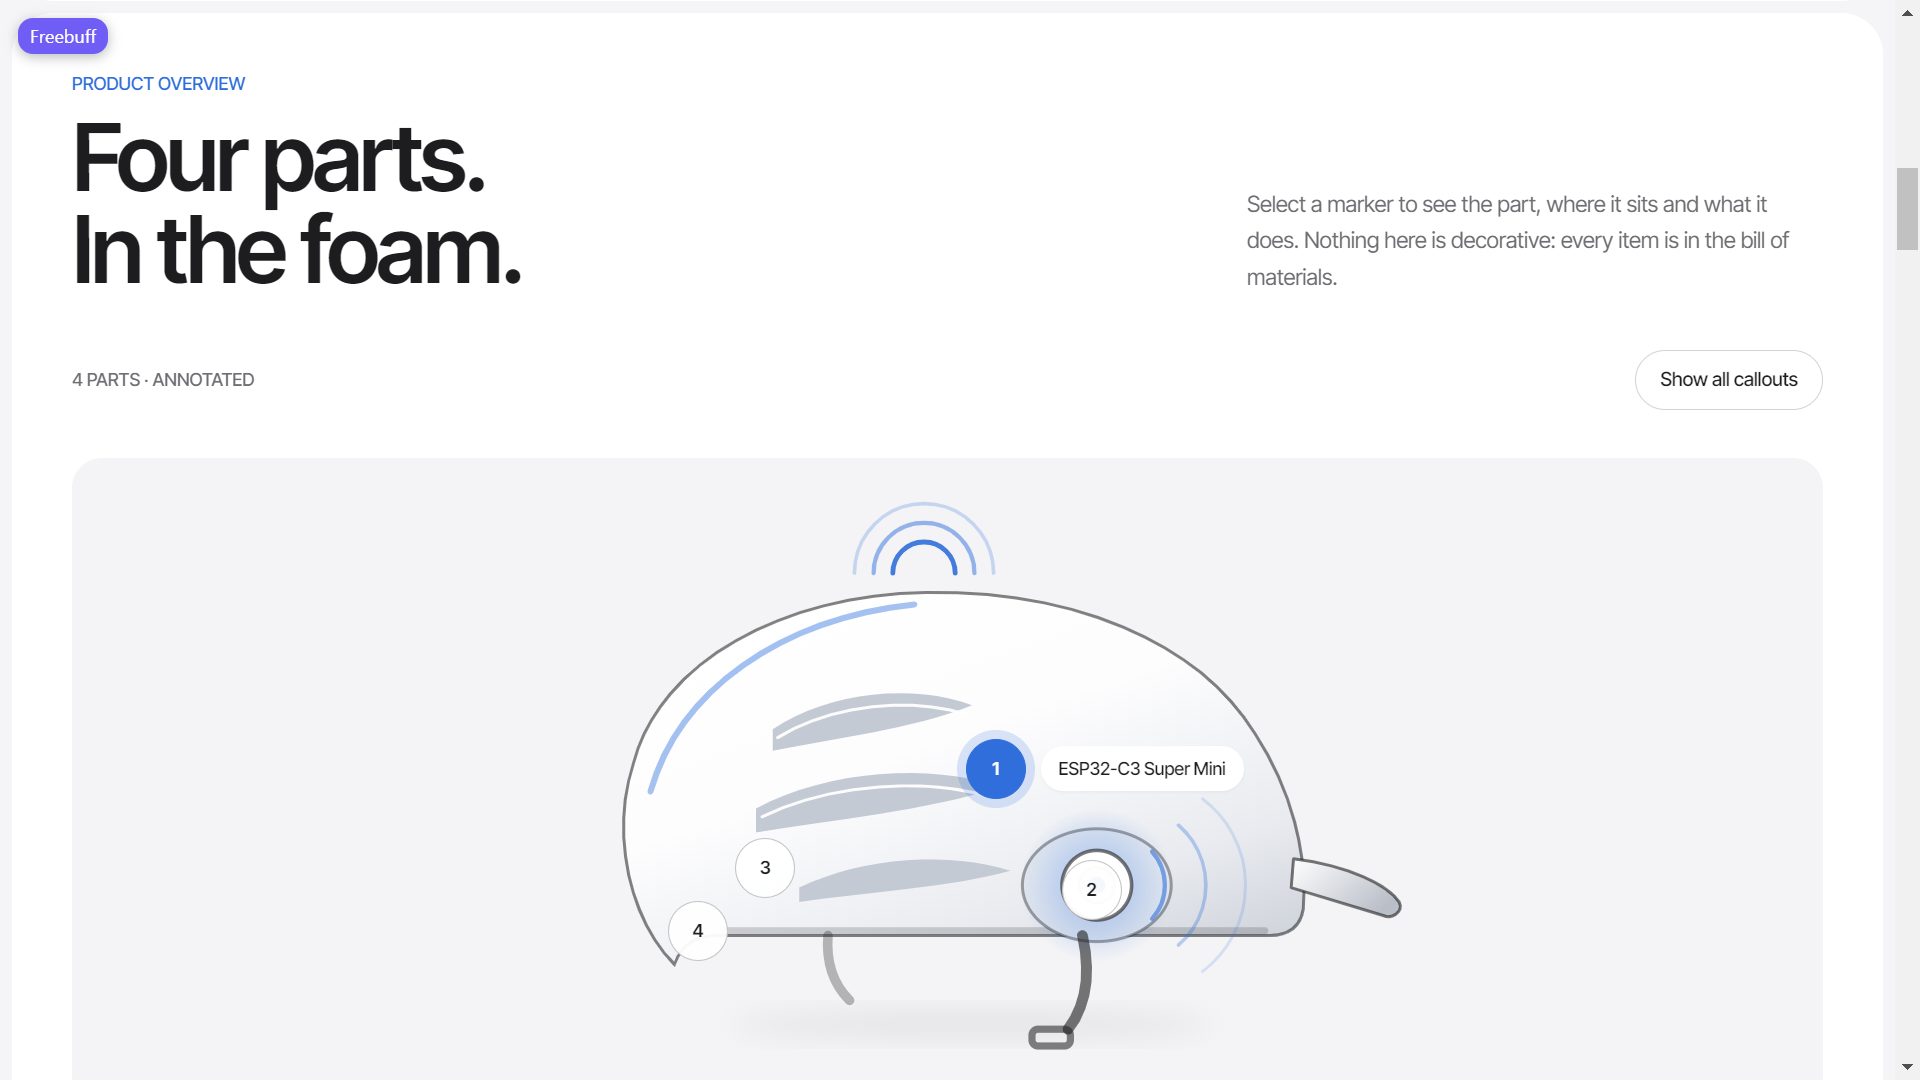 Freebuff
PRODUCT OVERVIEW
Four parts.
In the foam.
Select a marker to see the part, where it sits and what it
does. Nothing here is decorative: every item is in the bill of
materials.
4 PARTS · ANNOTATED
Show all callouts
1
ESP32-C3 Super Mini
3
2
4